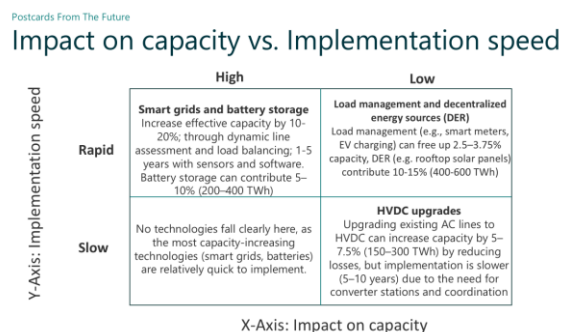 Postcards From The Future
Impact on capacity vs. Implementation speed
High
Low
Y-Axis: Implementation speed
Rapid
Smart grids and battery storage
Increase effective capacity by 10-
20%; through dynamic line
assessment and load balancing; 1-5
years with sensors and software.
Battery storage can contribute 5–
10% (200–400 TWh)
Load management and decentralized
energy sources (DER)
Load management (e.g., smart meters,
EV charging) can free up 2.5–3.75%
capacity, DER (e.g. rooftop solar panels)
contribute 10-15% (400-600 TWh)
Slow
No technologies fall clearly here, as
the most capacity-increasing
technologies (smart grids, batteries)
are relatively quick to implement.
HVDC upgrades
Upgrading existing AC lines to
HVDC can increase capacity by 5–
7.5% (150–300 TWh) by reducing
losses, but implementation is slower
(5–10 years) due to the need for
converter stations and coordination
X-Axis: Impact on capacity